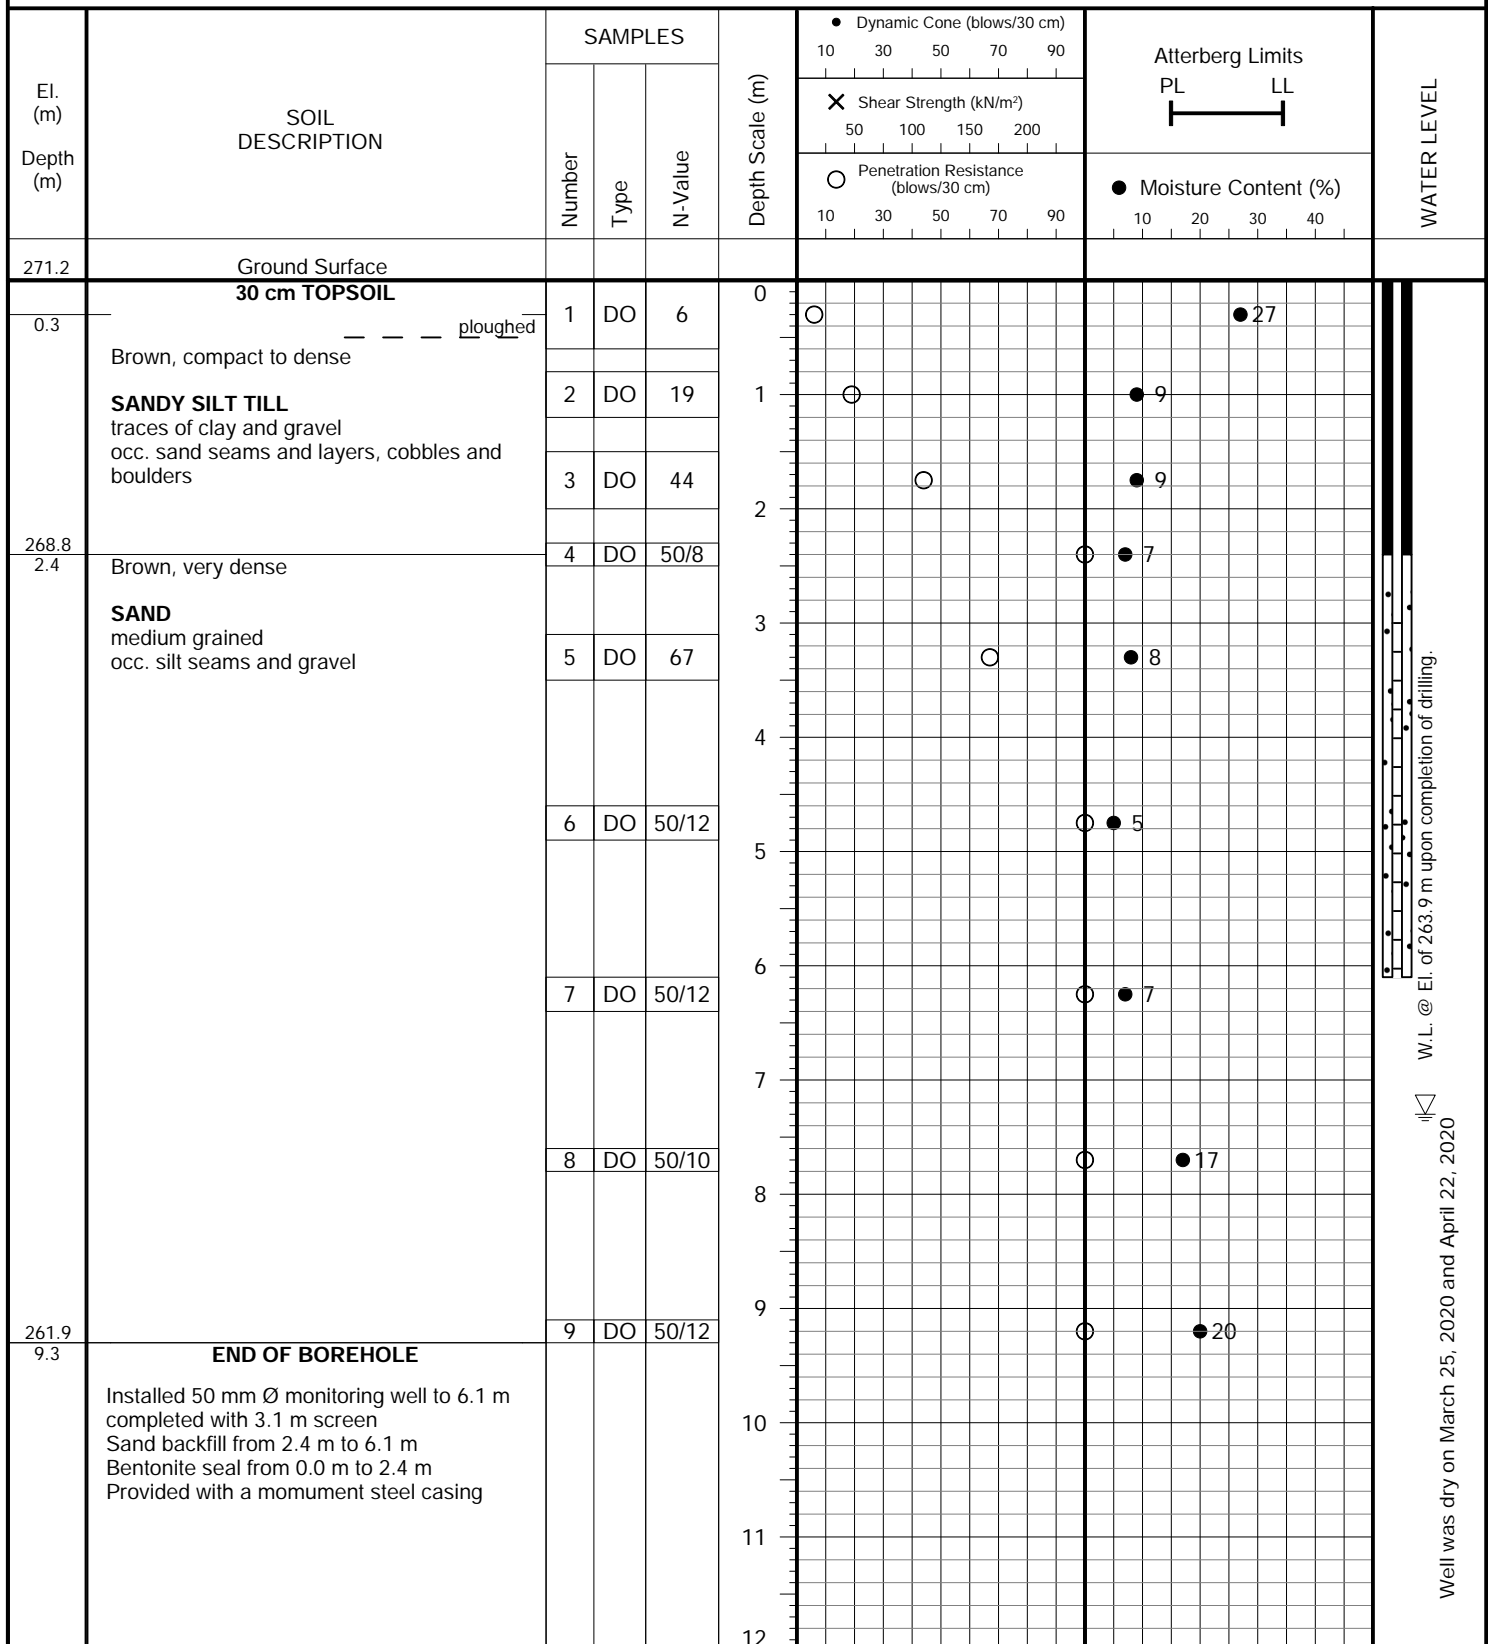 El.
(m)
Depth
(m)
SOIL
DESCRIPTION
SAMPLES
Number
Type
N-Value
Depth Scale (m)
● Dynamic Cone (blows/30 cm)
10 30 50 70 90
✕ Shear Strength (kN/m²)
50 100 150 200
○ Penetration Resistance
(blows/30 cm)
10 30 50 70 90
Atterberg Limits
PL LL
● Moisture Content (%)
10 20 30 40
WATER LEVEL
271.2 Ground Surface
30 cm TOPSOIL
0
0.3
ploughed
1 DO 6
27
Brown, compact to dense
2 DO 19
1
9
SANDY SILT TILL
traces of clay and gravel
occ. sand seams and layers, cobbles and
boulders
3 DO 44
9
2
268.8
2.4
4 DO 50/8
7
Brown, very dense
SAND
medium grained
occ. silt seams and gravel
3
5 DO 67
8
4
6 DO 50/12
5
5
6
7 DO 50/12
7
7
8 DO 50/10
17
8
9
261.9
9.3
9 DO 50/12
20
END OF BOREHOLE
Installed 50 mm Ø monitoring well to 6.1 m
completed with 3.1 m screen
Sand backfill from 2.4 m to 6.1 m
Bentonite seal from 0.0 m to 2.4 m
Provided with a momument steel casing
10
11
12
W.L. @ El. of 263.9 m upon completion of drilling.
Well was dry on March 25, 2020 and April 22, 2020